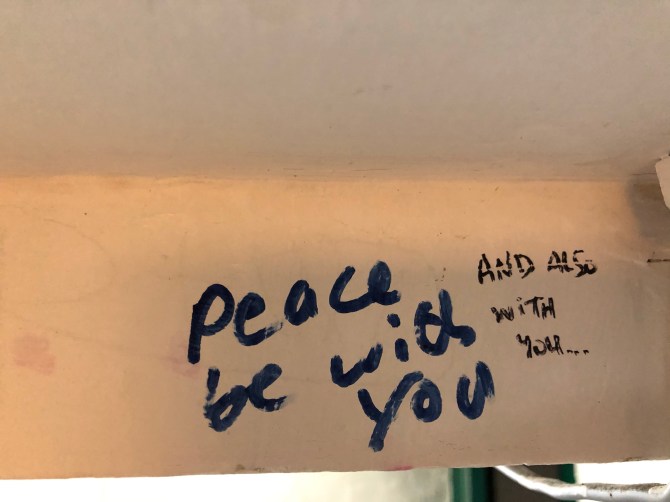 peace
be with
you
AND ALSO
WITH
YOU...